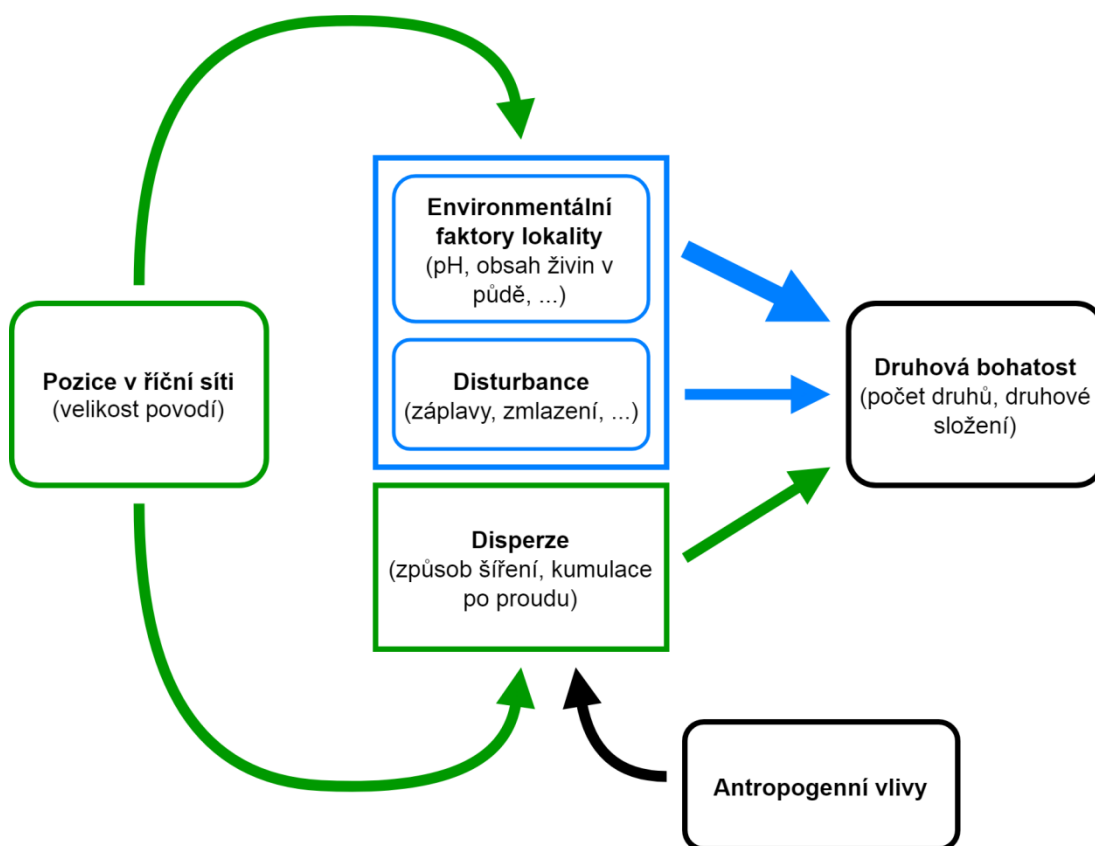 Environmentální
faktory lokality
(pH, obsah živin v
půdě, ...)
Pozice v říční síti
(velikost povodí)
Disturbance
(záplavy, zmlazení, ...)
Druhová bohatost
(počet druhů, druhové
složení)
Disperze
(způsob šíření, kumulace
po proudu)
Antropogenní vlivy